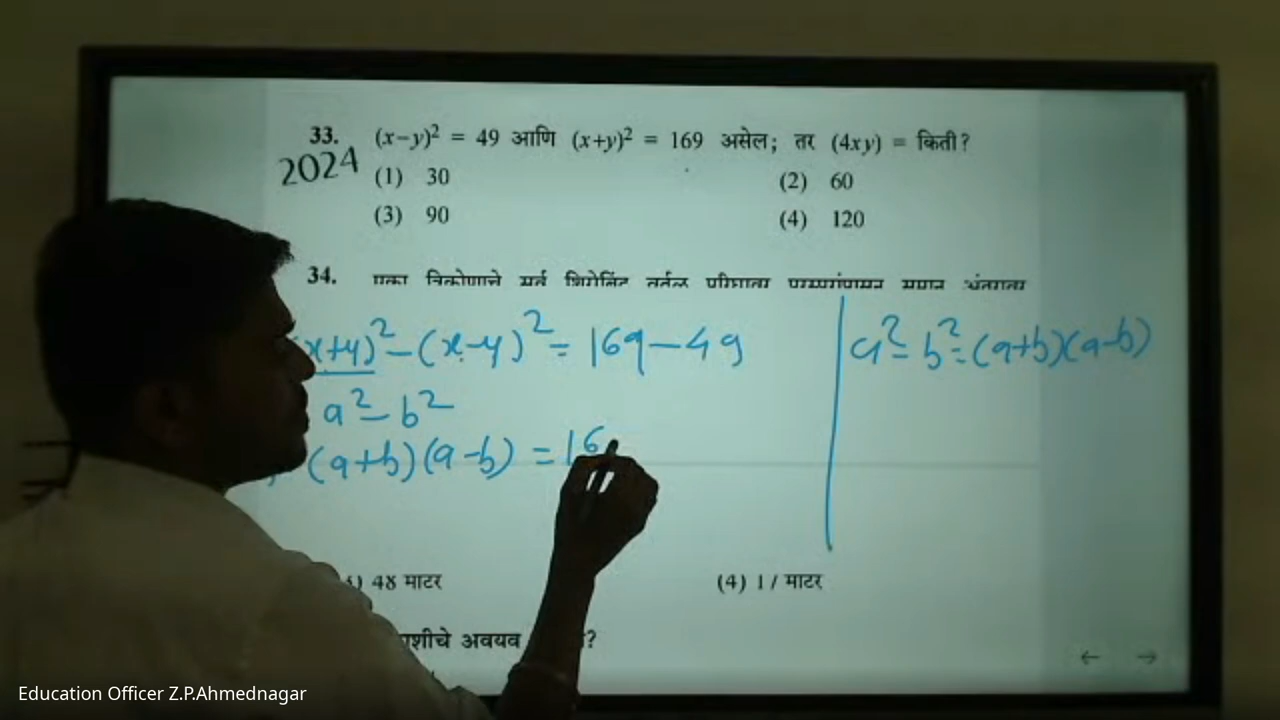 33. (x−y)² = 49 आणि (x+y)² = 169 असेल; तर (4xy) = किती?
2024
(1) 30 (2) 60
(3) 90 (4) 120
34.
x+y)² − (x−y)² = 169 − 49
a² − b² = (a+b)(a−b)
a² − b²
(a+b)(a−b) = 16
) 48 मीटर (4) 17 मीटर
अवयव ?
← →
Education Officer Z.P.Ahmednagar